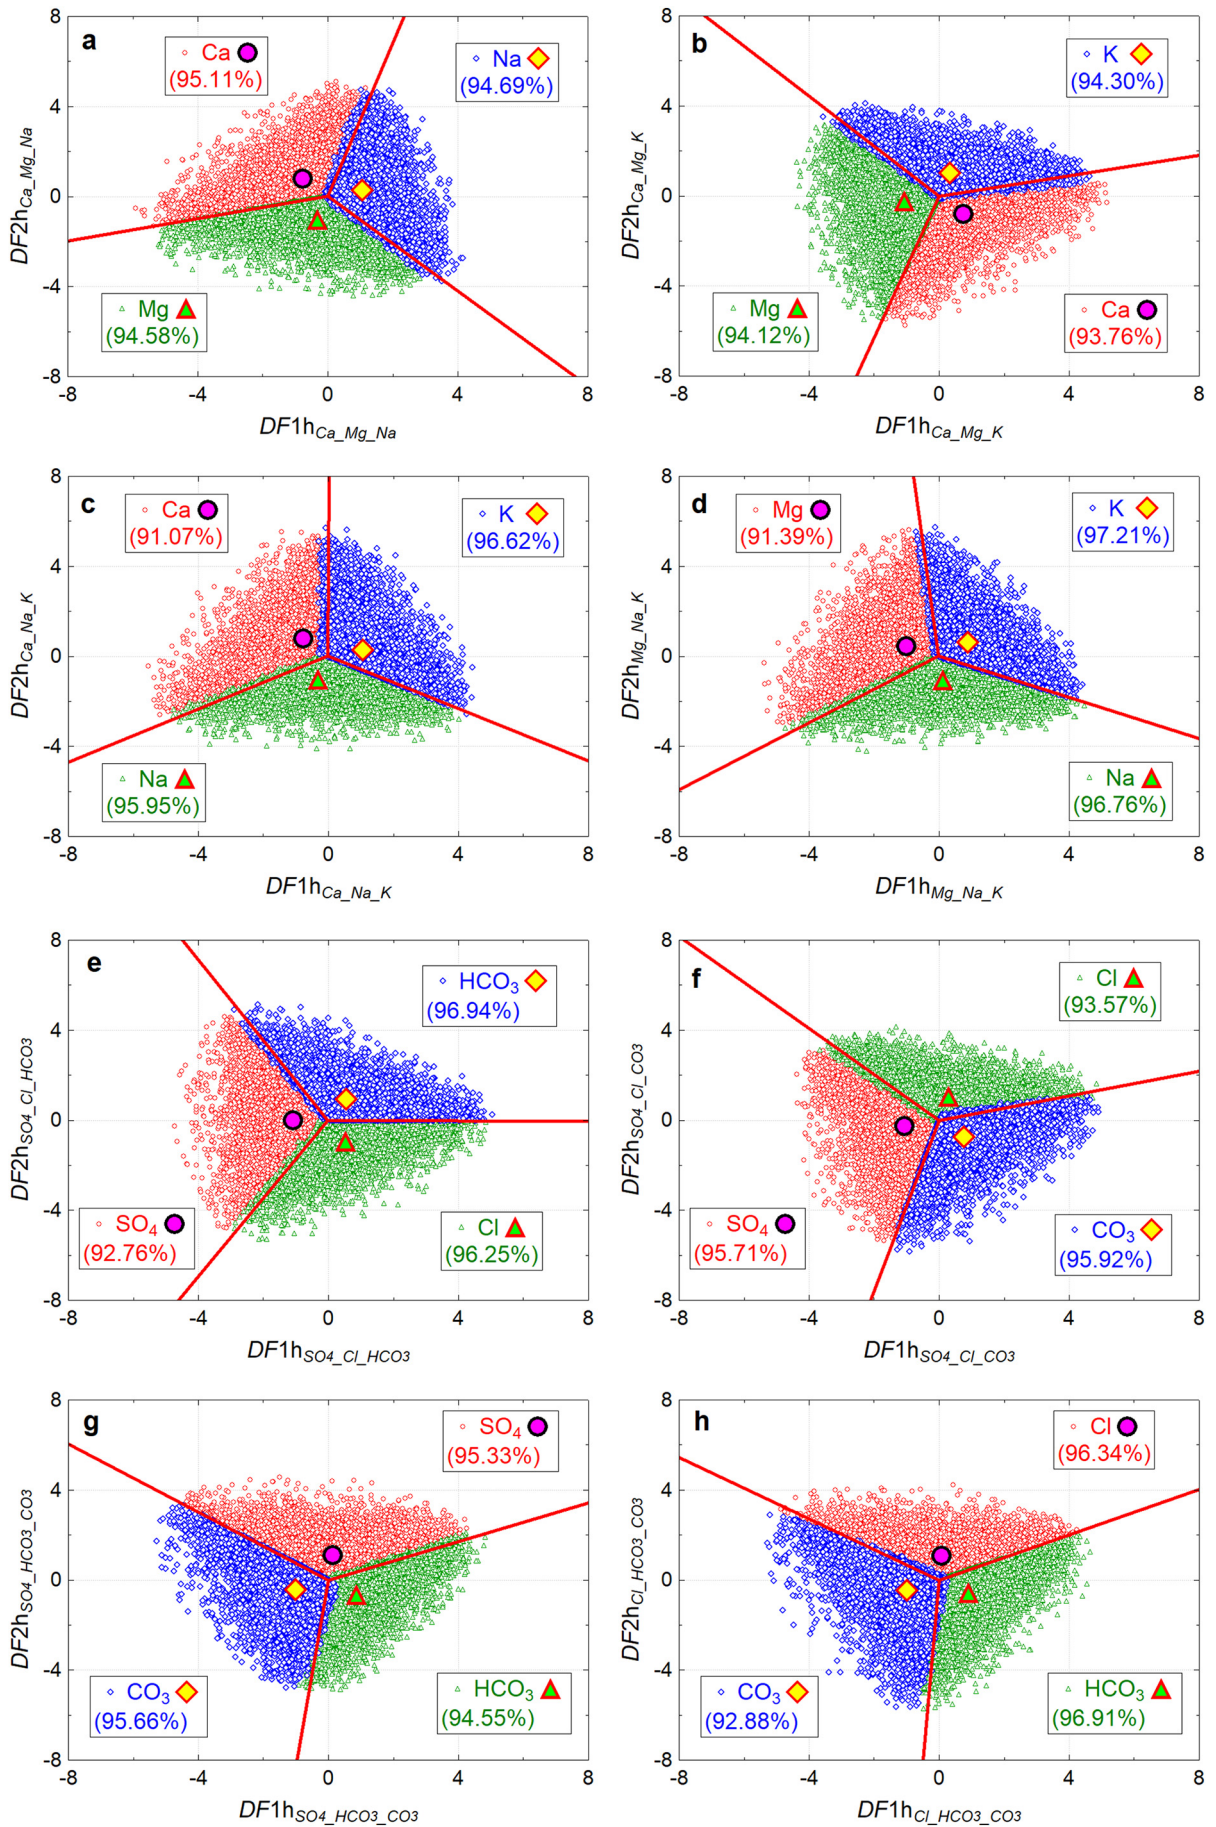 a
Ca
(95.11%)
Na
(94.69%)
Mg
(94.58%)
8
4
0
-4
-8
-8 -4 0 4 8
DF2hCa_Mg_Na
DF1hCa_Mg_Na
b
K
(94.30%)
Mg
(94.12%)
Ca
(93.76%)
8
4
0
-4
-8
-8 -4 0 4 8
DF2hCa_Mg_K
DF1hCa_Mg_K
c
Ca
(91.07%)
K
(96.62%)
Na
(95.95%)
8
4
0
-4
-8
-8 -4 0 4 8
DF2hCa_Na_K
DF1hCa_Na_K
d
Mg
(91.39%)
K
(97.21%)
Na
(96.76%)
8
4
0
-4
-8
-8 -4 0 4 8
DF2hMg_Na_K
DF1hMg_Na_K
e
HCO3
(96.94%)
SO4
(92.76%)
Cl
(96.25%)
8
4
0
-4
-8
-8 -4 0 4 8
DF2hSO4_Cl_HCO3
DF1hSO4_Cl_HCO3
f
Cl
(93.57%)
SO4
(95.71%)
CO3
(95.92%)
8
4
0
-4
-8
-8 -4 0 4 8
DF2hSO4_Cl_CO3
DF1hSO4_Cl_CO3
g
SO4
(95.33%)
CO3
(95.66%)
HCO3
(94.55%)
8
4
0
-4
-8
-8 -4 0 4 8
DF2hSO4_HCO3_CO3
DF1hSO4_HCO3_CO3
h
Cl
(96.34%)
CO3
(92.88%)
HCO3
(96.91%)
8
4
0
-4
-8
-8 -4 0 4 8
DF2hCl_HCO3_CO3
DF1hCl_HCO3_CO3